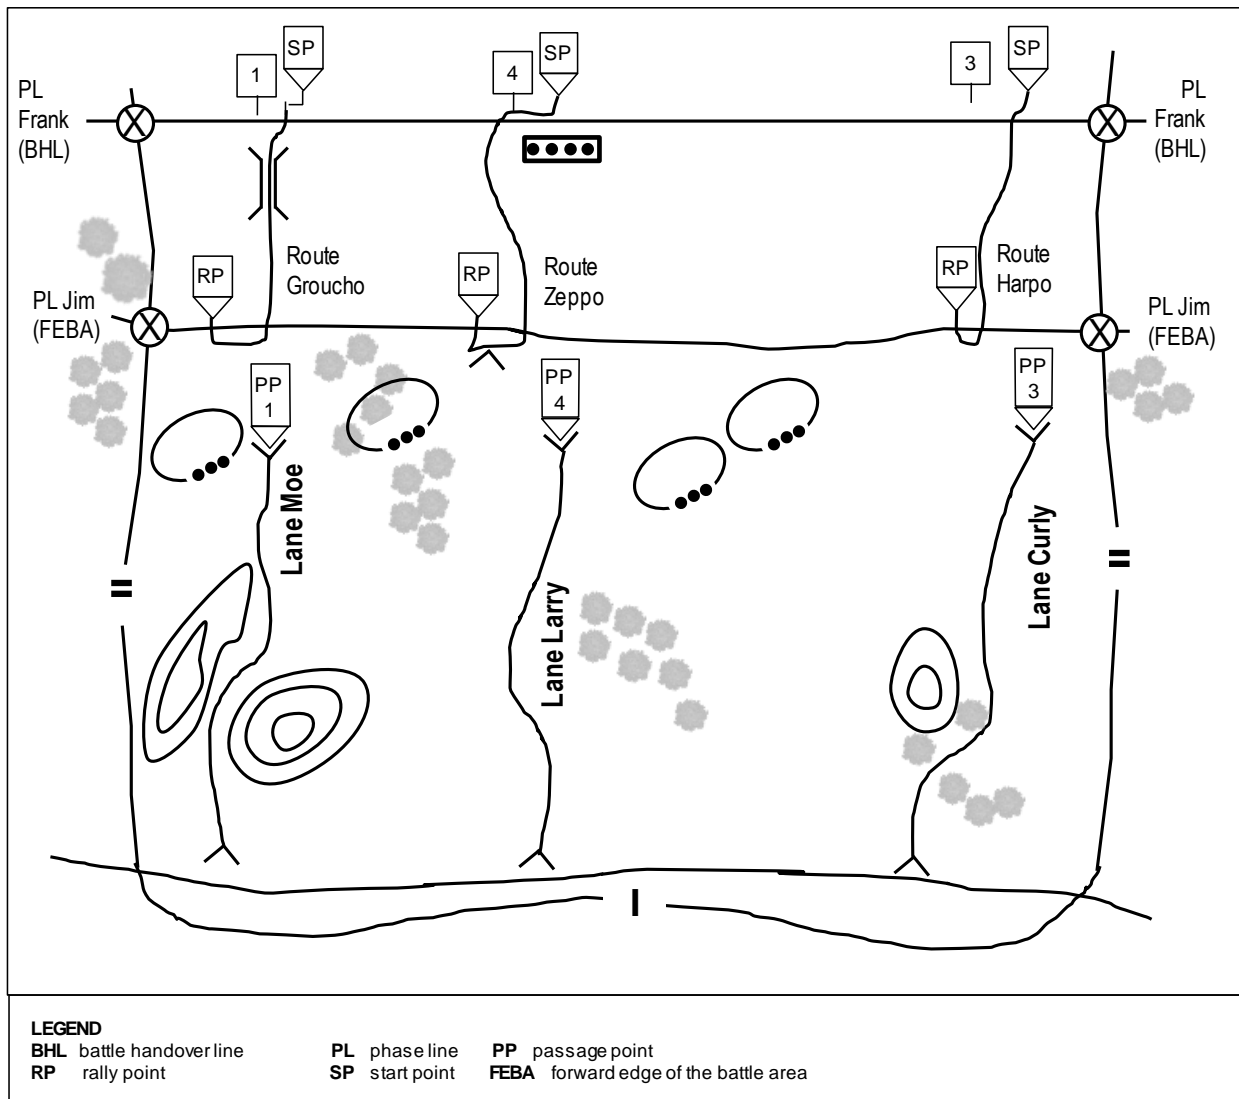 SP
SP
SP
1
4
3
PL
Frank
(BHL)
PL
Frank
(BHL)
Route
Groucho
Route
Zeppo
Route
Harpo
RP
RP
RP
PL Jim
(FEBA)
PL Jim
(FEBA)
PP
1
PP
4
PP
3
Lane Moe
Lane Larry
Lane Curly
II
II
I
LEGEND
BHL battle handover line PL phase line PP passage point
RP rally point SP start point FEBA forward edge of the battle area